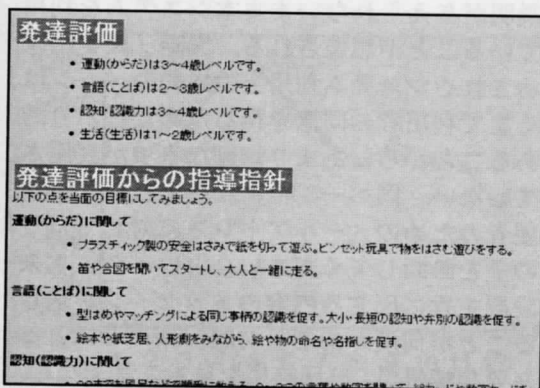 発達評価
• 運動(からだ)は3～4歳レベルです。
• 言語(ことば)は2～3歳レベルです。
• 認知・認識力は3～4歳レベルです。
• 生活(生活)は1～2歳レベルです。
発達評価からの指導指針
以下の点を当面の目標にしてみましょう。
運動(からだ)に関して
• プラスティック製の安全はさみで紙を切って遊ぶ。ピンセット玩具で物をはさむ遊びをする。
• 笛や合図を聞いてスタートし、大人と一緒に走る。
言語(ことば)に関して
• 型はめやマッチングによる同じ事柄の認識を促す。大小・長短の認知や弁別の認識を促す。
• 絵本や紙芝居、人形劇をみながら、絵や物の命名や名指しを促す。
認知(認識力)に関して